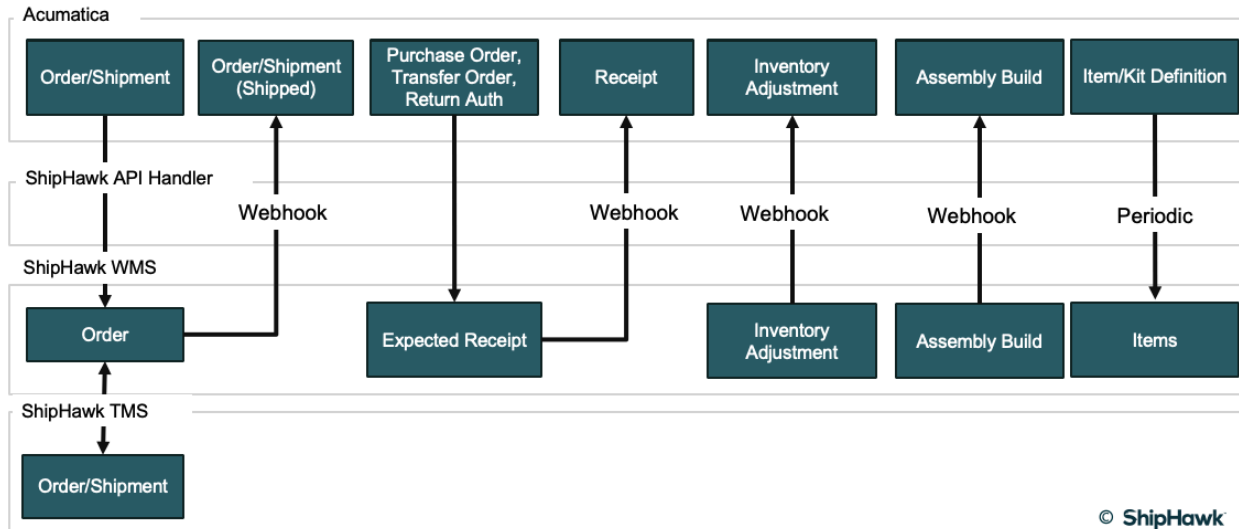 Acumatica
Order/Shipment
Order/Shipment
(Shipped)
Purchase Order,
Transfer Order,
Return Auth
Receipt
Inventory
Adjustment
Assembly Build
Item/Kit Definition
ShipHawk API Handler
Webhook
Webhook
Webhook
Webhook
Periodic
ShipHawk WMS
Order
Expected Receipt
Inventory
Adjustment
Assembly Build
Items
ShipHawk TMS
Order/Shipment
© ShipHawk